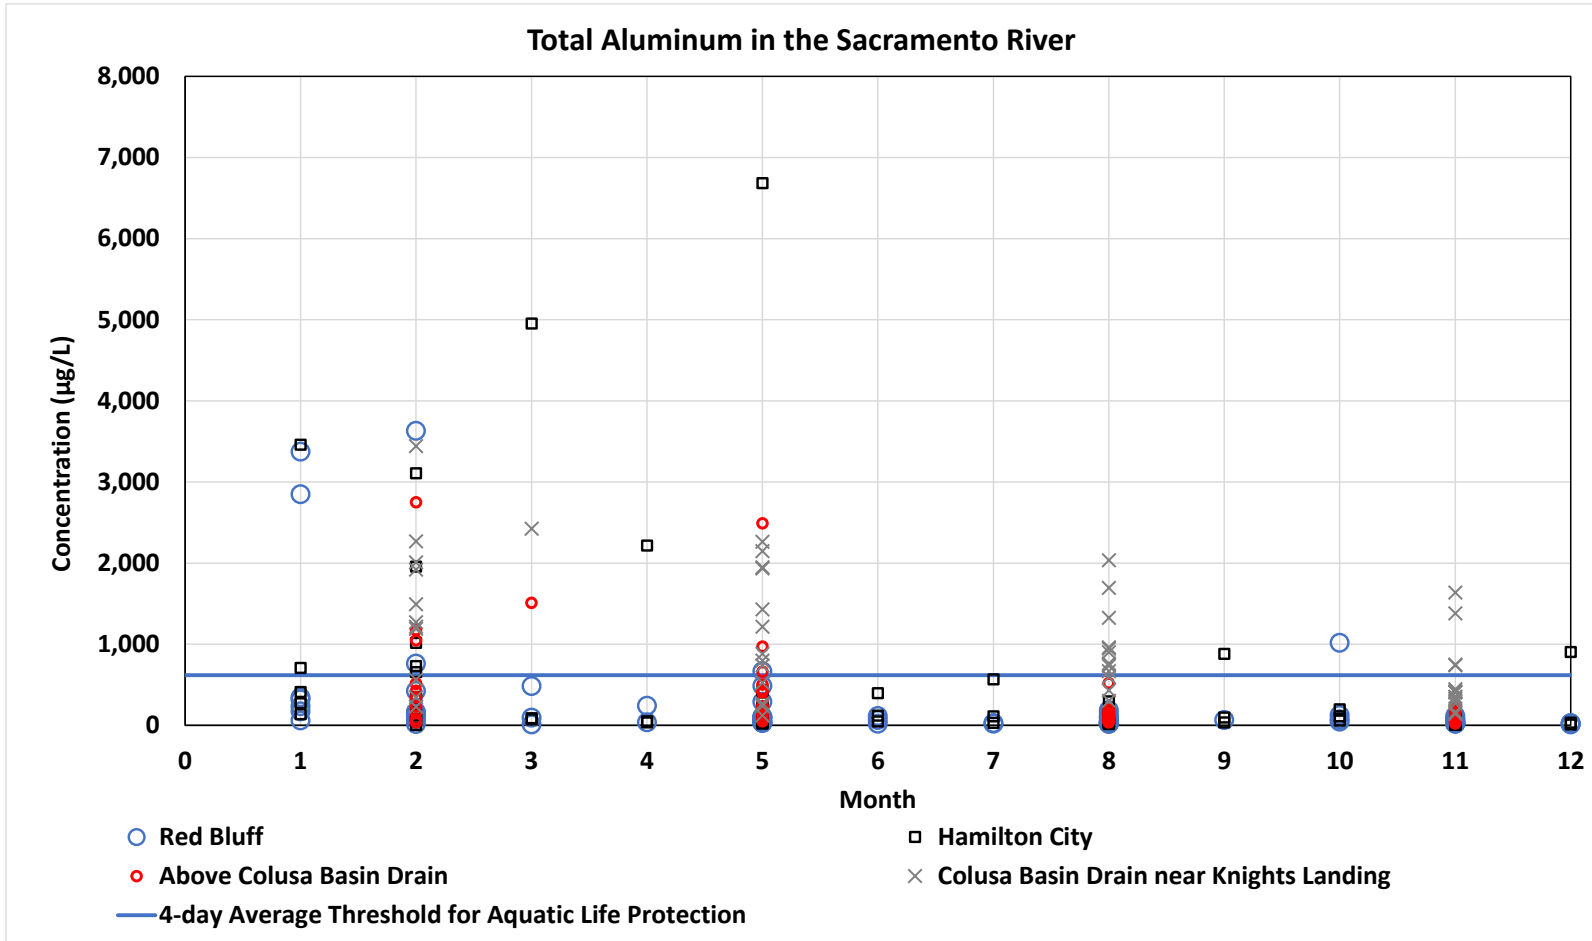 Total Aluminum in the Sacramento River
8,000
7,000
6,000
5,000
4,000
3,000
2,000
1,000
0
Concentration (µg/L)
0 1 2 3 4 5 6 7 8 9 10 11 12
Month
Red Bluff
Hamilton City
Above Colusa Basin Drain
Colusa Basin Drain near Knights Landing
4-day Average Threshold for Aquatic Life Protection